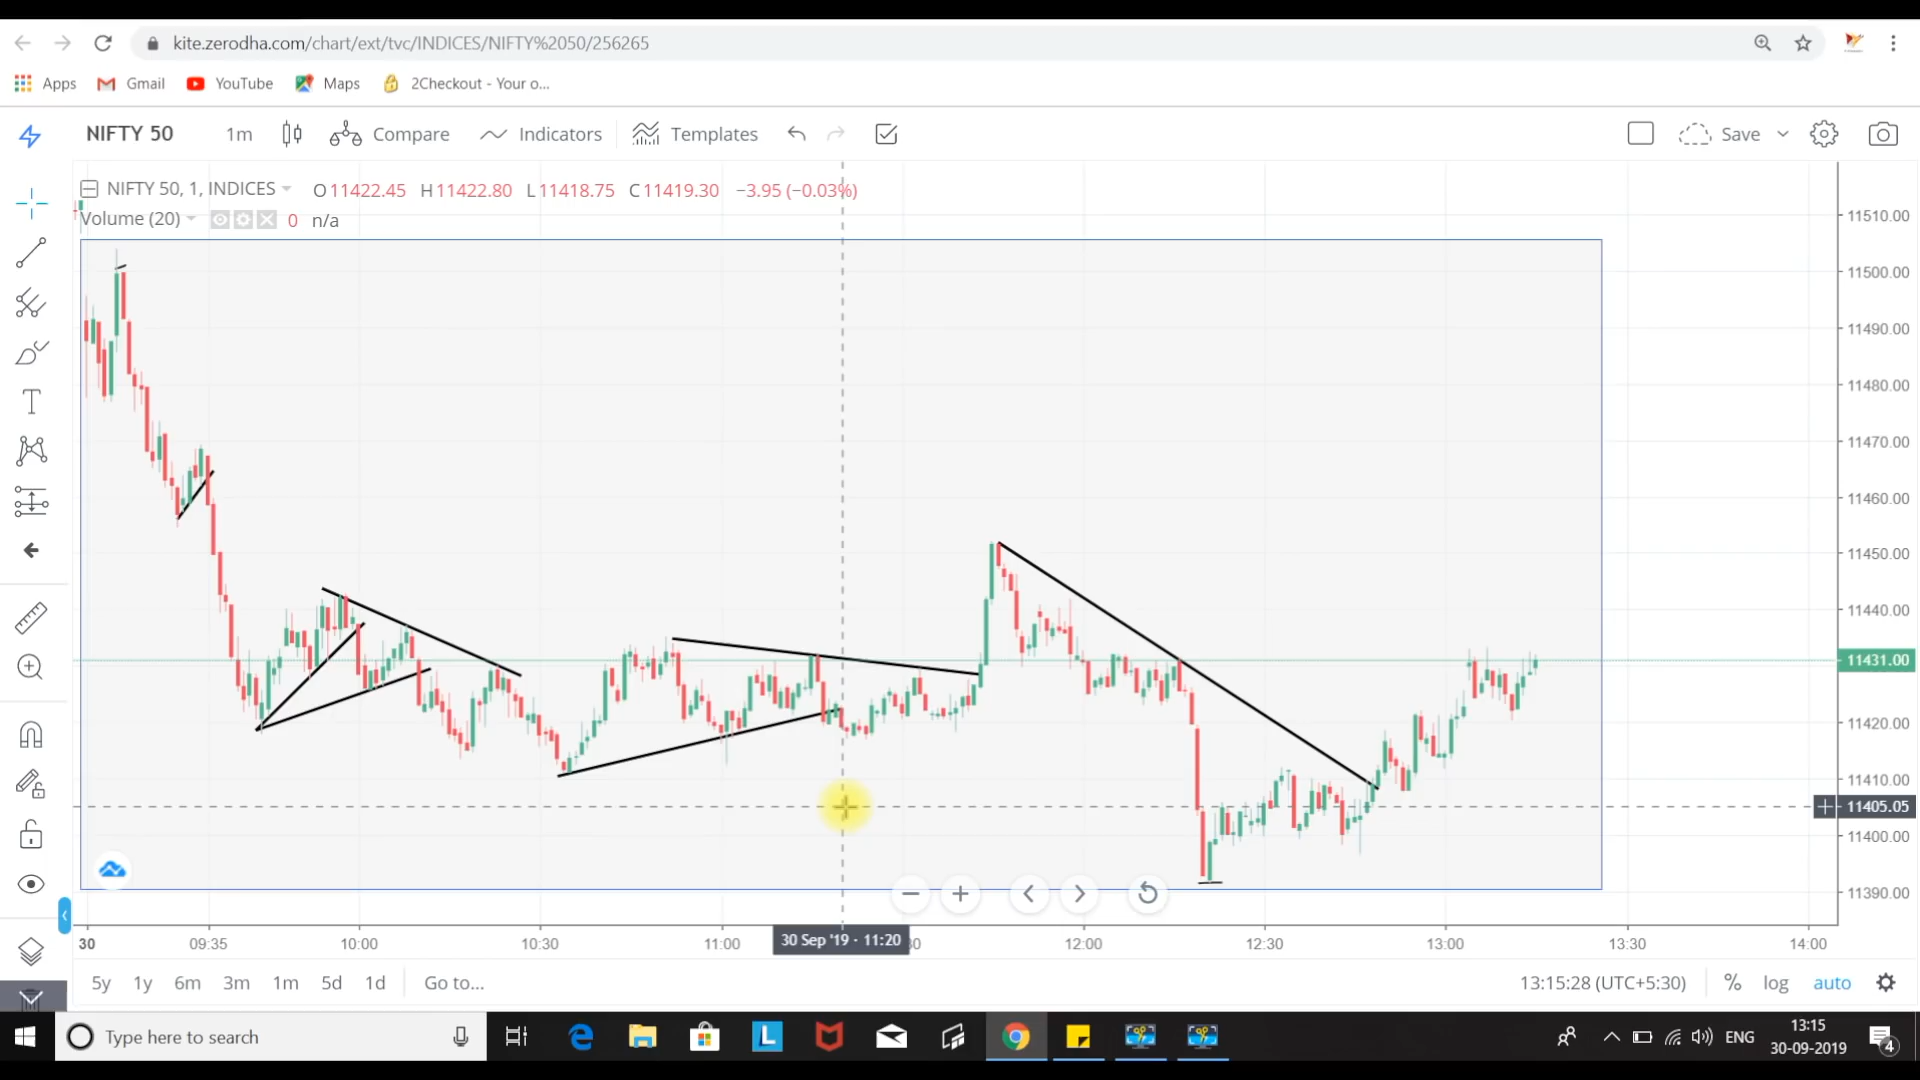 kite.zerodha.com/chart/ext/tvc/INDICES/NIFTY%2050/256265
Apps Gmail YouTube Maps 2Checkout - Your o...
NIFTY 50 1m Compare Indicators Templates Save
NIFTY 50, 1, INDICES O11422.45 H11422.80 L11418.75 C11419.30 −3.95 (−0.03%)
Volume (20) 0 n/a
11510.00
11500.00
11490.00
11480.00
11470.00
11460.00
11450.00
11440.00
11431.00
11420.00
11410.00
11405.05
11400.00
11390.00
30 09:35 10:00 10:30 11:00 30 Sep '19 · 11:20 12:00 12:30 13:00 13:30 14:00
5y 1y 6m 3m 1m 5d 1d Go to... 13:15:28 (UTC+5:30) % log auto
Type here to search
L
ENG
13:15
30-09-2019
4